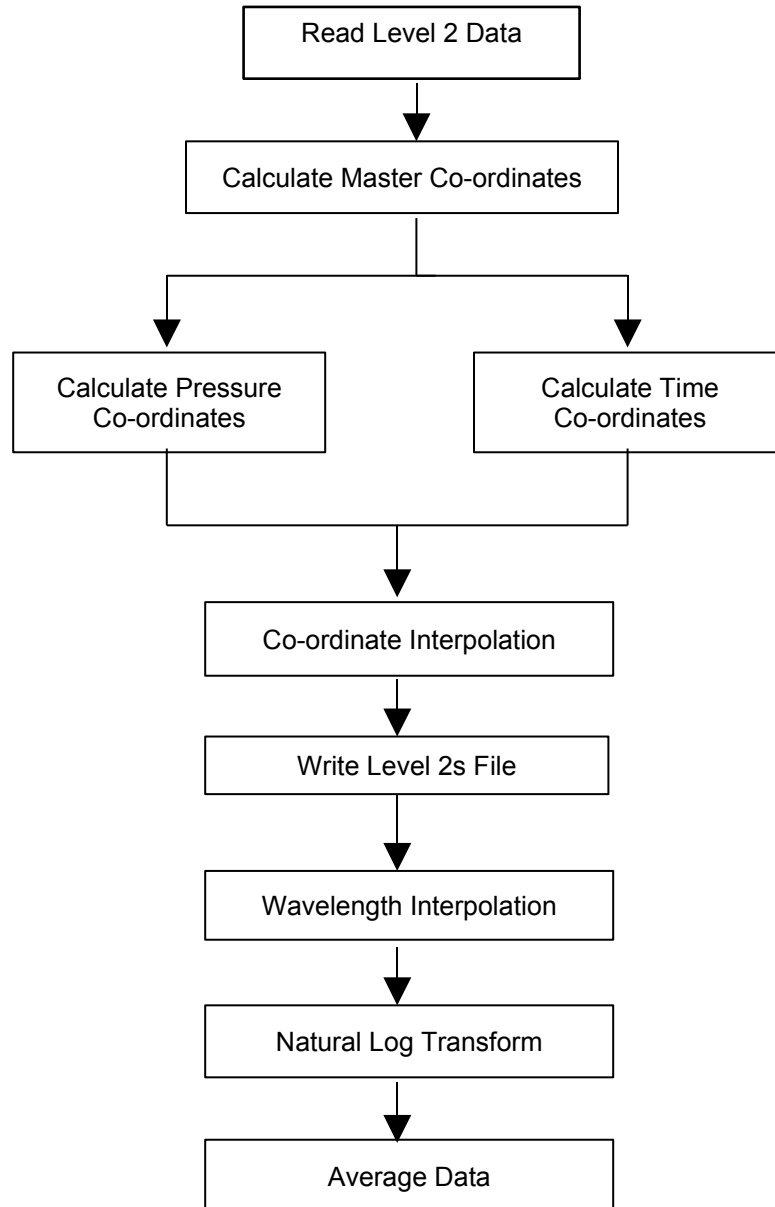 Read Level 2 Data
Calculate Master Co-ordinates
Calculate Pressure
Co-ordinates
Calculate Time
Co-ordinates
Co-ordinate Interpolation
Write Level 2s File
Wavelength Interpolation
Natural Log Transform
Average Data